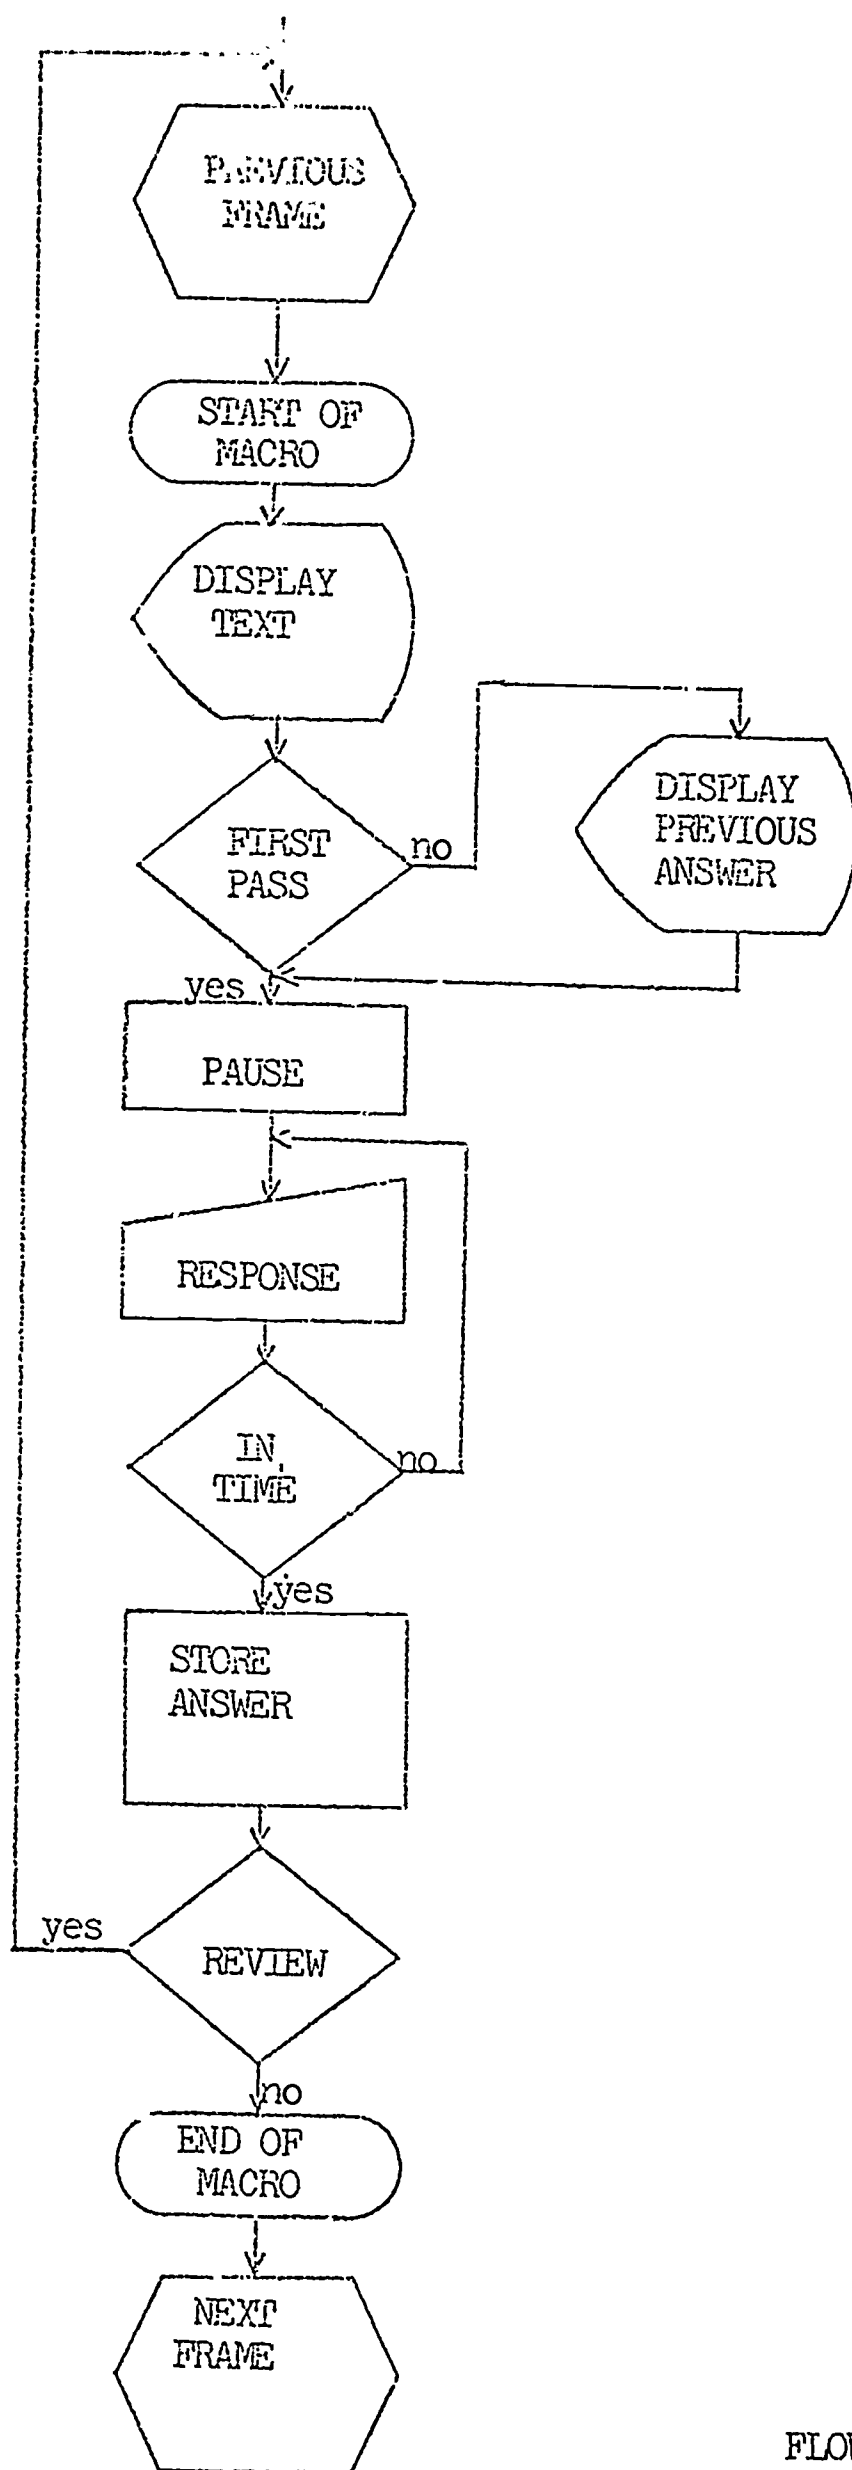 PREVIOUS
FRAME
START OF
MACRO
DISPLAY
TEXT
FIRST
PASS
no
DISPLAY
PREVIOUS
ANSWER
yes
PAUSE
RESPONSE
IN
TIME
no
yes
STORE
ANSWER
yes
REVIEW
no
END OF
MACRO
NEXT
FRAME